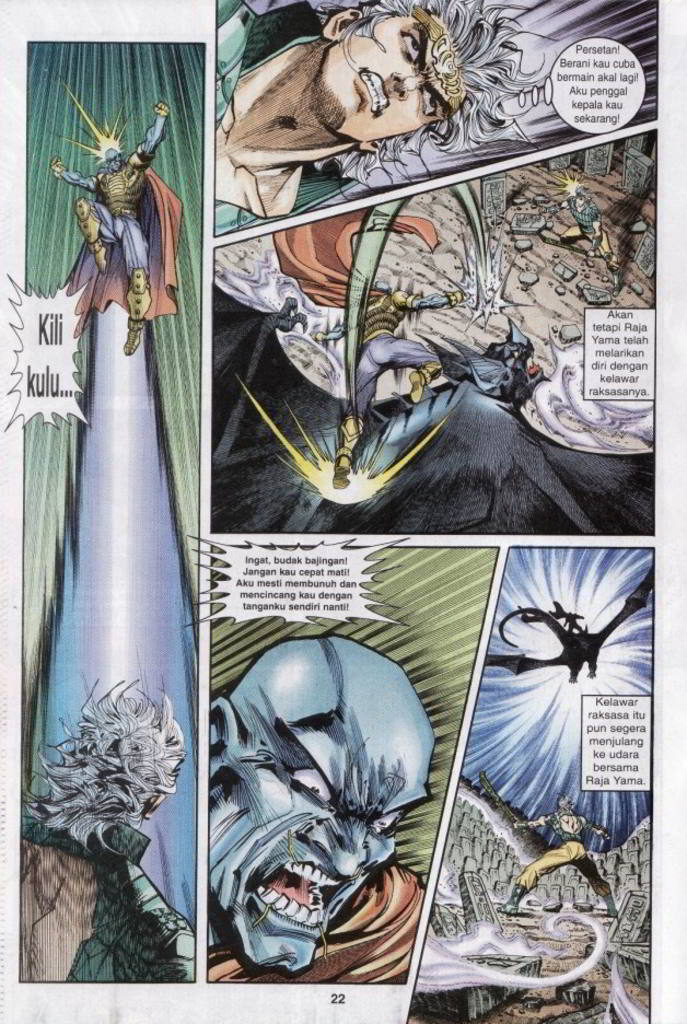 Kili
kulu...
Persetan!
Berani kau cuba
bermain akal lagi!
Aku penggal
kepala kau
sekarang!
Akan
tetapi Raja
Yama telah
melarikan
diri dengan
kelawar
raksasanya.
Ingat, budak bajingan!
Jangan kau cepat mati!
Aku mesti membunuh dan
mencincang kau dengan
tanganku sendiri nanti!
Kelawar
raksasa itu
pun segera
menjulang
ke udara
bersama
Raja Yama.
22